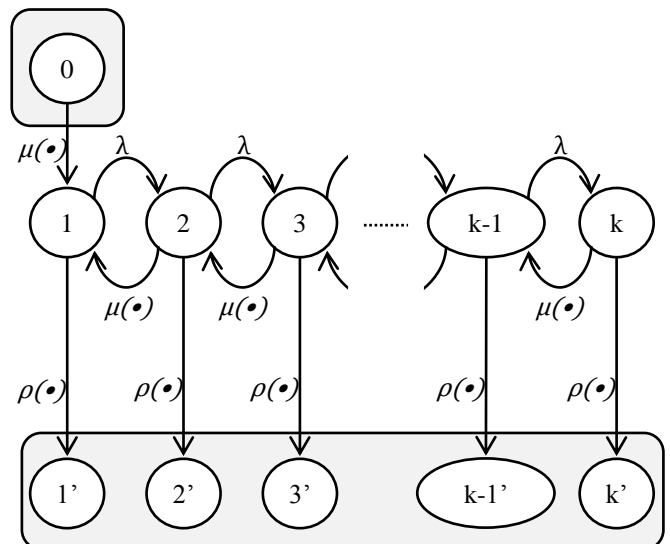 0
μ(•) λ λ λ
1 2 3 ........ k-1 k
μ(•) μ(•) μ(•)
ρ(•) ρ(•) ρ(•) ρ(•) ρ(•)
1' 2' 3' k-1' k'